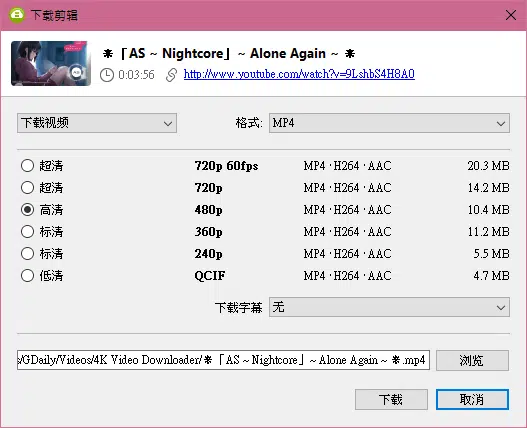 下载剪辑
⁕「AS ~ Nightcore」 ~ Alone Again ~ ⁕
0:03:56 http://www.youtube.com/watch?v=9LshbS4H8A0
下载视频 格式: MP4
超清 720p 60fps MP4 · H264 · AAC 20.3 MB
超清 720p MP4 · H264 · AAC 14.2 MB
高清 480p MP4 · H264 · AAC 10.4 MB
标清 360p MP4 · H264 · AAC 11.2 MB
标清 240p MP4 · H264 · AAC 5.5 MB
低清 QCIF MP4 · H264 · AAC 4.7 MB
下载字幕 无
s/GDaily/Videos/4K Video Downloader/⁕「AS ~ Nightcore」 ~ Alone Again ~ ⁕.mp4 浏览
下载 取消